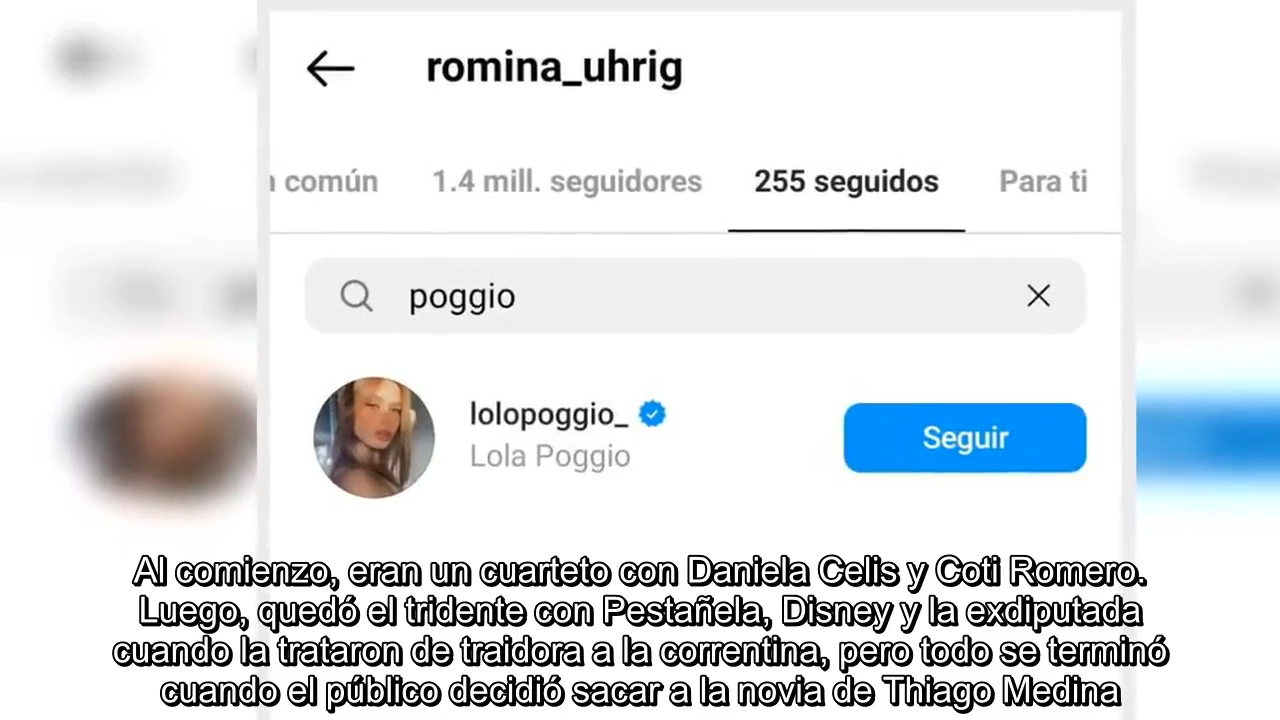 romina_uhrig
n común 1.4 mill. seguidores 255 seguidos Para ti
poggio
lolopoggio_
Lola Poggio
Seguir
Al comienzo, eran un cuarteto con Daniela Celis y Coti Romero.
Luego, quedó el tridente con Pestañela, Disney y la exdiputada
cuando la trataron de traidora a la correntina, pero todo se terminó
cuando el público decidió sacar a la novia de Thiago Medina